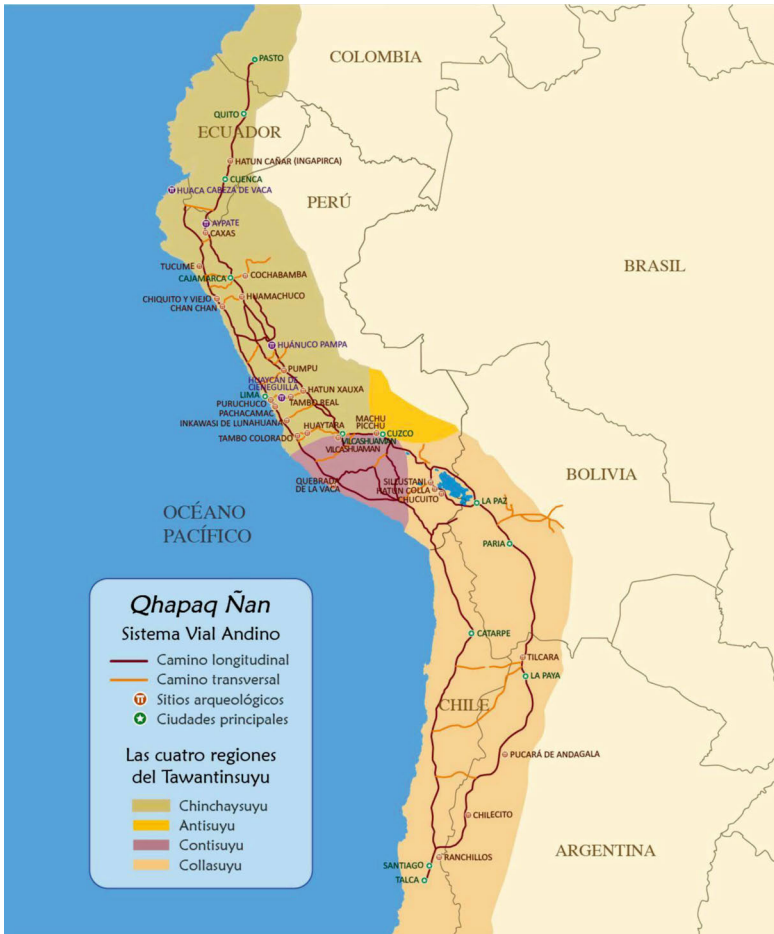 COLOMBIA
PASTO
QUITO
ECUADOR
HATUN CAÑAR (INGAPIRCA)
CUENCA
HUACA CABEZA DE VACA
PERÚ
AYPATE
CAXAS
BRASIL
TUCUME
CAJAMARCA
COCHABAMBA
CHIQUITO Y VIEJO
HUAMACHUCO
CHAN CHAN
HUÁNUCO PAMPA
PUMPU
HUAYCÁN DE
CIENEGUILLA
HATUN XAUXA
LIMA
TAMBO REAL
PURUCHUCO
PACHACAMAC
INKAWASI DE LUNAHUANA
HUAYTARA
MACHU
PICCHU
CUZCO
TAMBO COLORADO
VILCASHUAMAN
VILCASHUAMAN
QUEBRADA
DE LA VACA
SILLUSTANI
HATUN COLLA
CHUCUITO
LA PAZ
BOLIVIA
OCÉANO
PACÍFICO
PARIA
CATARPE
TILCARA
LA PAYA
CHILE
PUCARÁ DE ANDAGALA
CHILECITO
ARGENTINA
RANCHILLOS
SANTIAGO
TALCA
Qhapaq Ñan
Sistema Vial Andino
Camino longitudinal
Camino transversal
Sitios arqueológicos
Ciudades principales
Las cuatro regiones
del Tawantinsuyu
Chinchaysuyu
Antisuyu
Contisuyu
Collasuyu